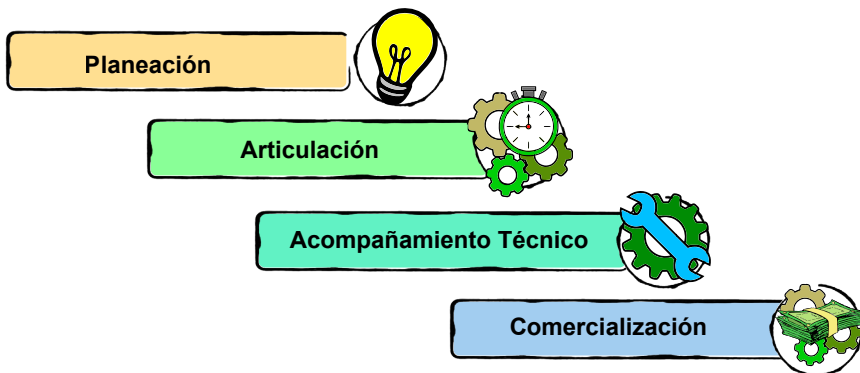 Planeación
Articulación
Acompañamiento Técnico
Comercialización